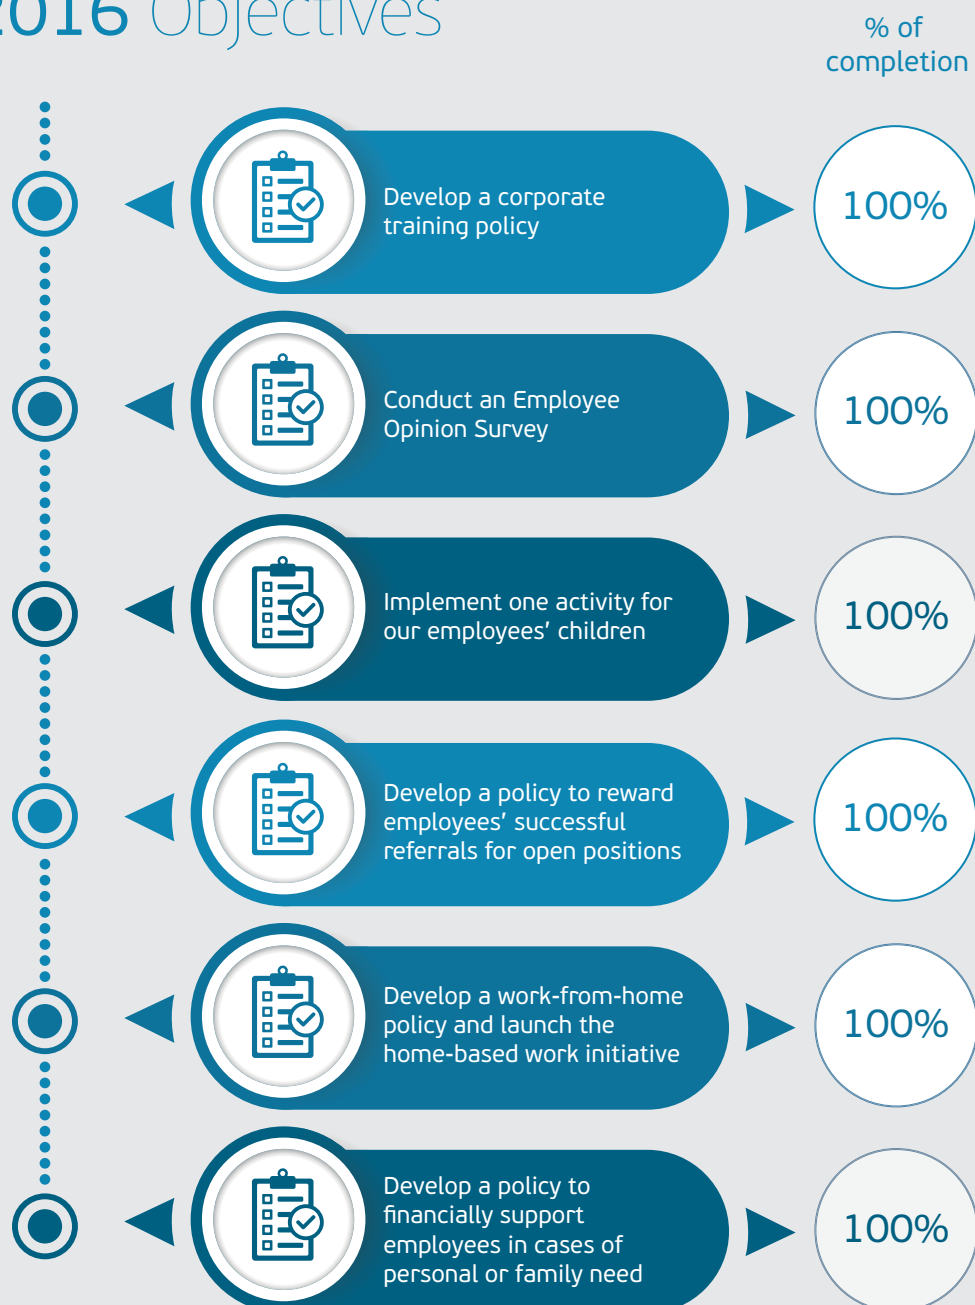 2016 Objectives
% of
completion
Develop a corporate
training policy
100%
Conduct an Employee
Opinion Survey
100%
Implement one activity for
our employees’ children
100%
Develop a policy to reward
employees’ successful
referrals for open positions
100%
Develop a work-from-home
policy and launch the
home-based work initiative
100%
Develop a policy to
financially support
employees in cases of
personal or family need
100%